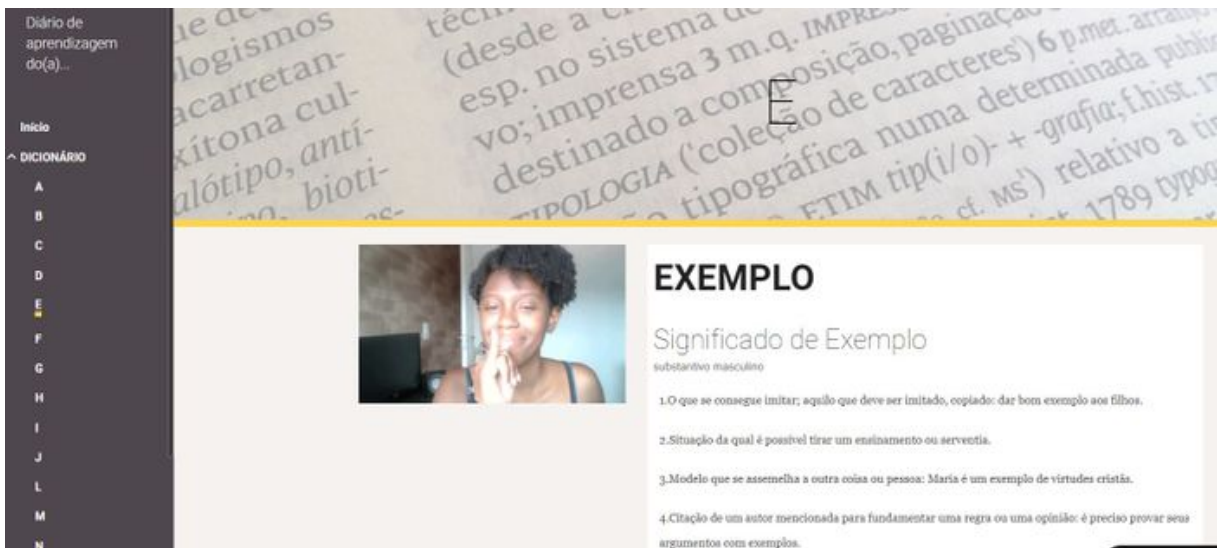 Diário de
aprendizagem
do(a)...
Início
DICIONÁRIO
A
B
C
D
E
F
G
H
I
J
L
M
N
logismos
acarretan-
xítona cul-
alótipo, antí-
bioti-
(desde a
esp. no sistema
vo; imprensa 3 m.q.
destinado a composição, paginação
TIPOLOGIA ('coleção de caracteres') 6 p.met.
tipográfica numa determinada
ETIM tip(i/o)- + -grafia; f.hist.
cf. MS') relativo a
1789
E
EXEMPLO
Significado de Exemplo
substantivo masculino
1.O que se consegue imitar; aquilo que deve ser imitado, copiado: dar bom exemplo aos filhos.
2.Situação da qual é possível tirar um ensinamento ou serventia.
3.Modelo que se assemelha a outra coisa ou pessoa: Maria é um exemplo de virtudes cristãs.
4.Citação de um autor mencionada para fundamentar uma regra ou uma opinião: é preciso provar seus
argumentos com exemplos.